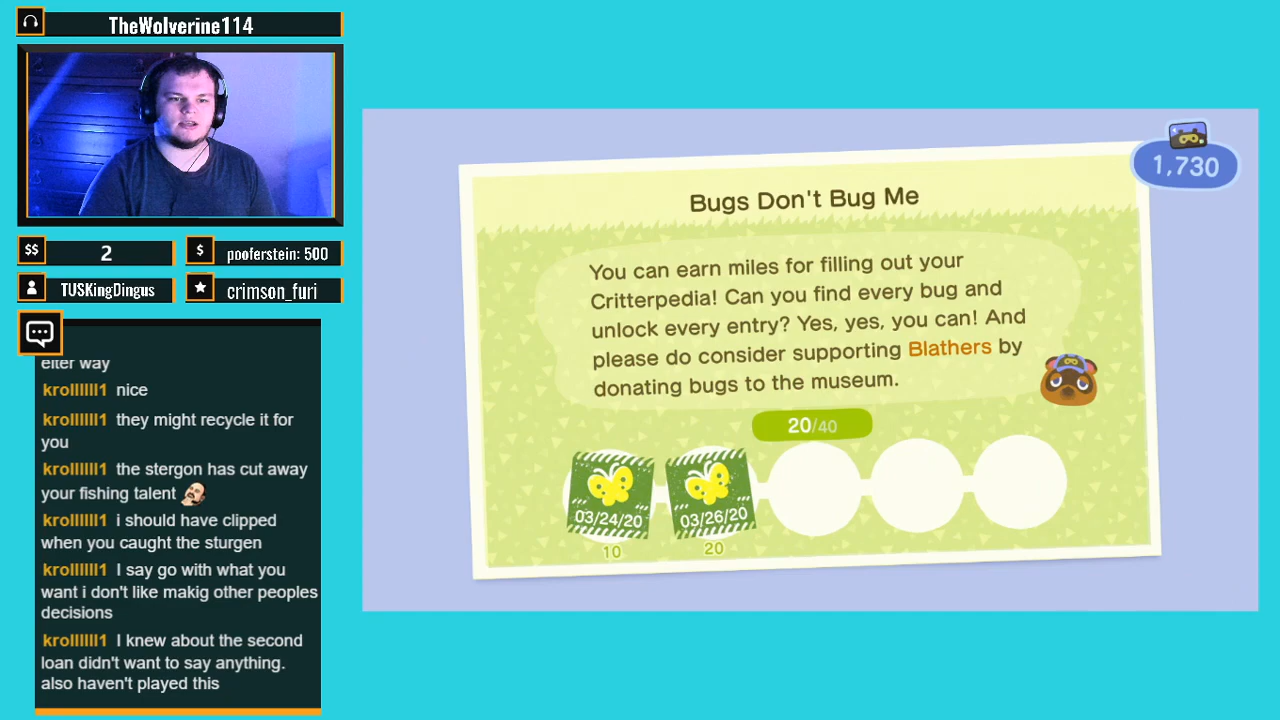 TheWolverine114
$$
2
$
pooferstein: 500
TUSKingDingus
crimson_furi
eiter way
krollllll1 nice
krollllll1 they might recycle it for
you
krollllll1 the stergon has cut away
your fishing talent
krollllll1 i should have clipped
when you caught the sturgen
krollllll1 I say go with what you
want i don't like makig other peoples
decisions
krollllll1 I knew about the second
loan didn't want to say anything.
also haven't played this
1,730
Bugs Don't Bug Me
You can earn miles for filling out your
Critterpedia! Can you find every bug and
unlock every entry? Yes, yes, you can! And
please do consider supporting Blathers by
donating bugs to the museum.
20/40
03/24/20
03/26/20
10
20